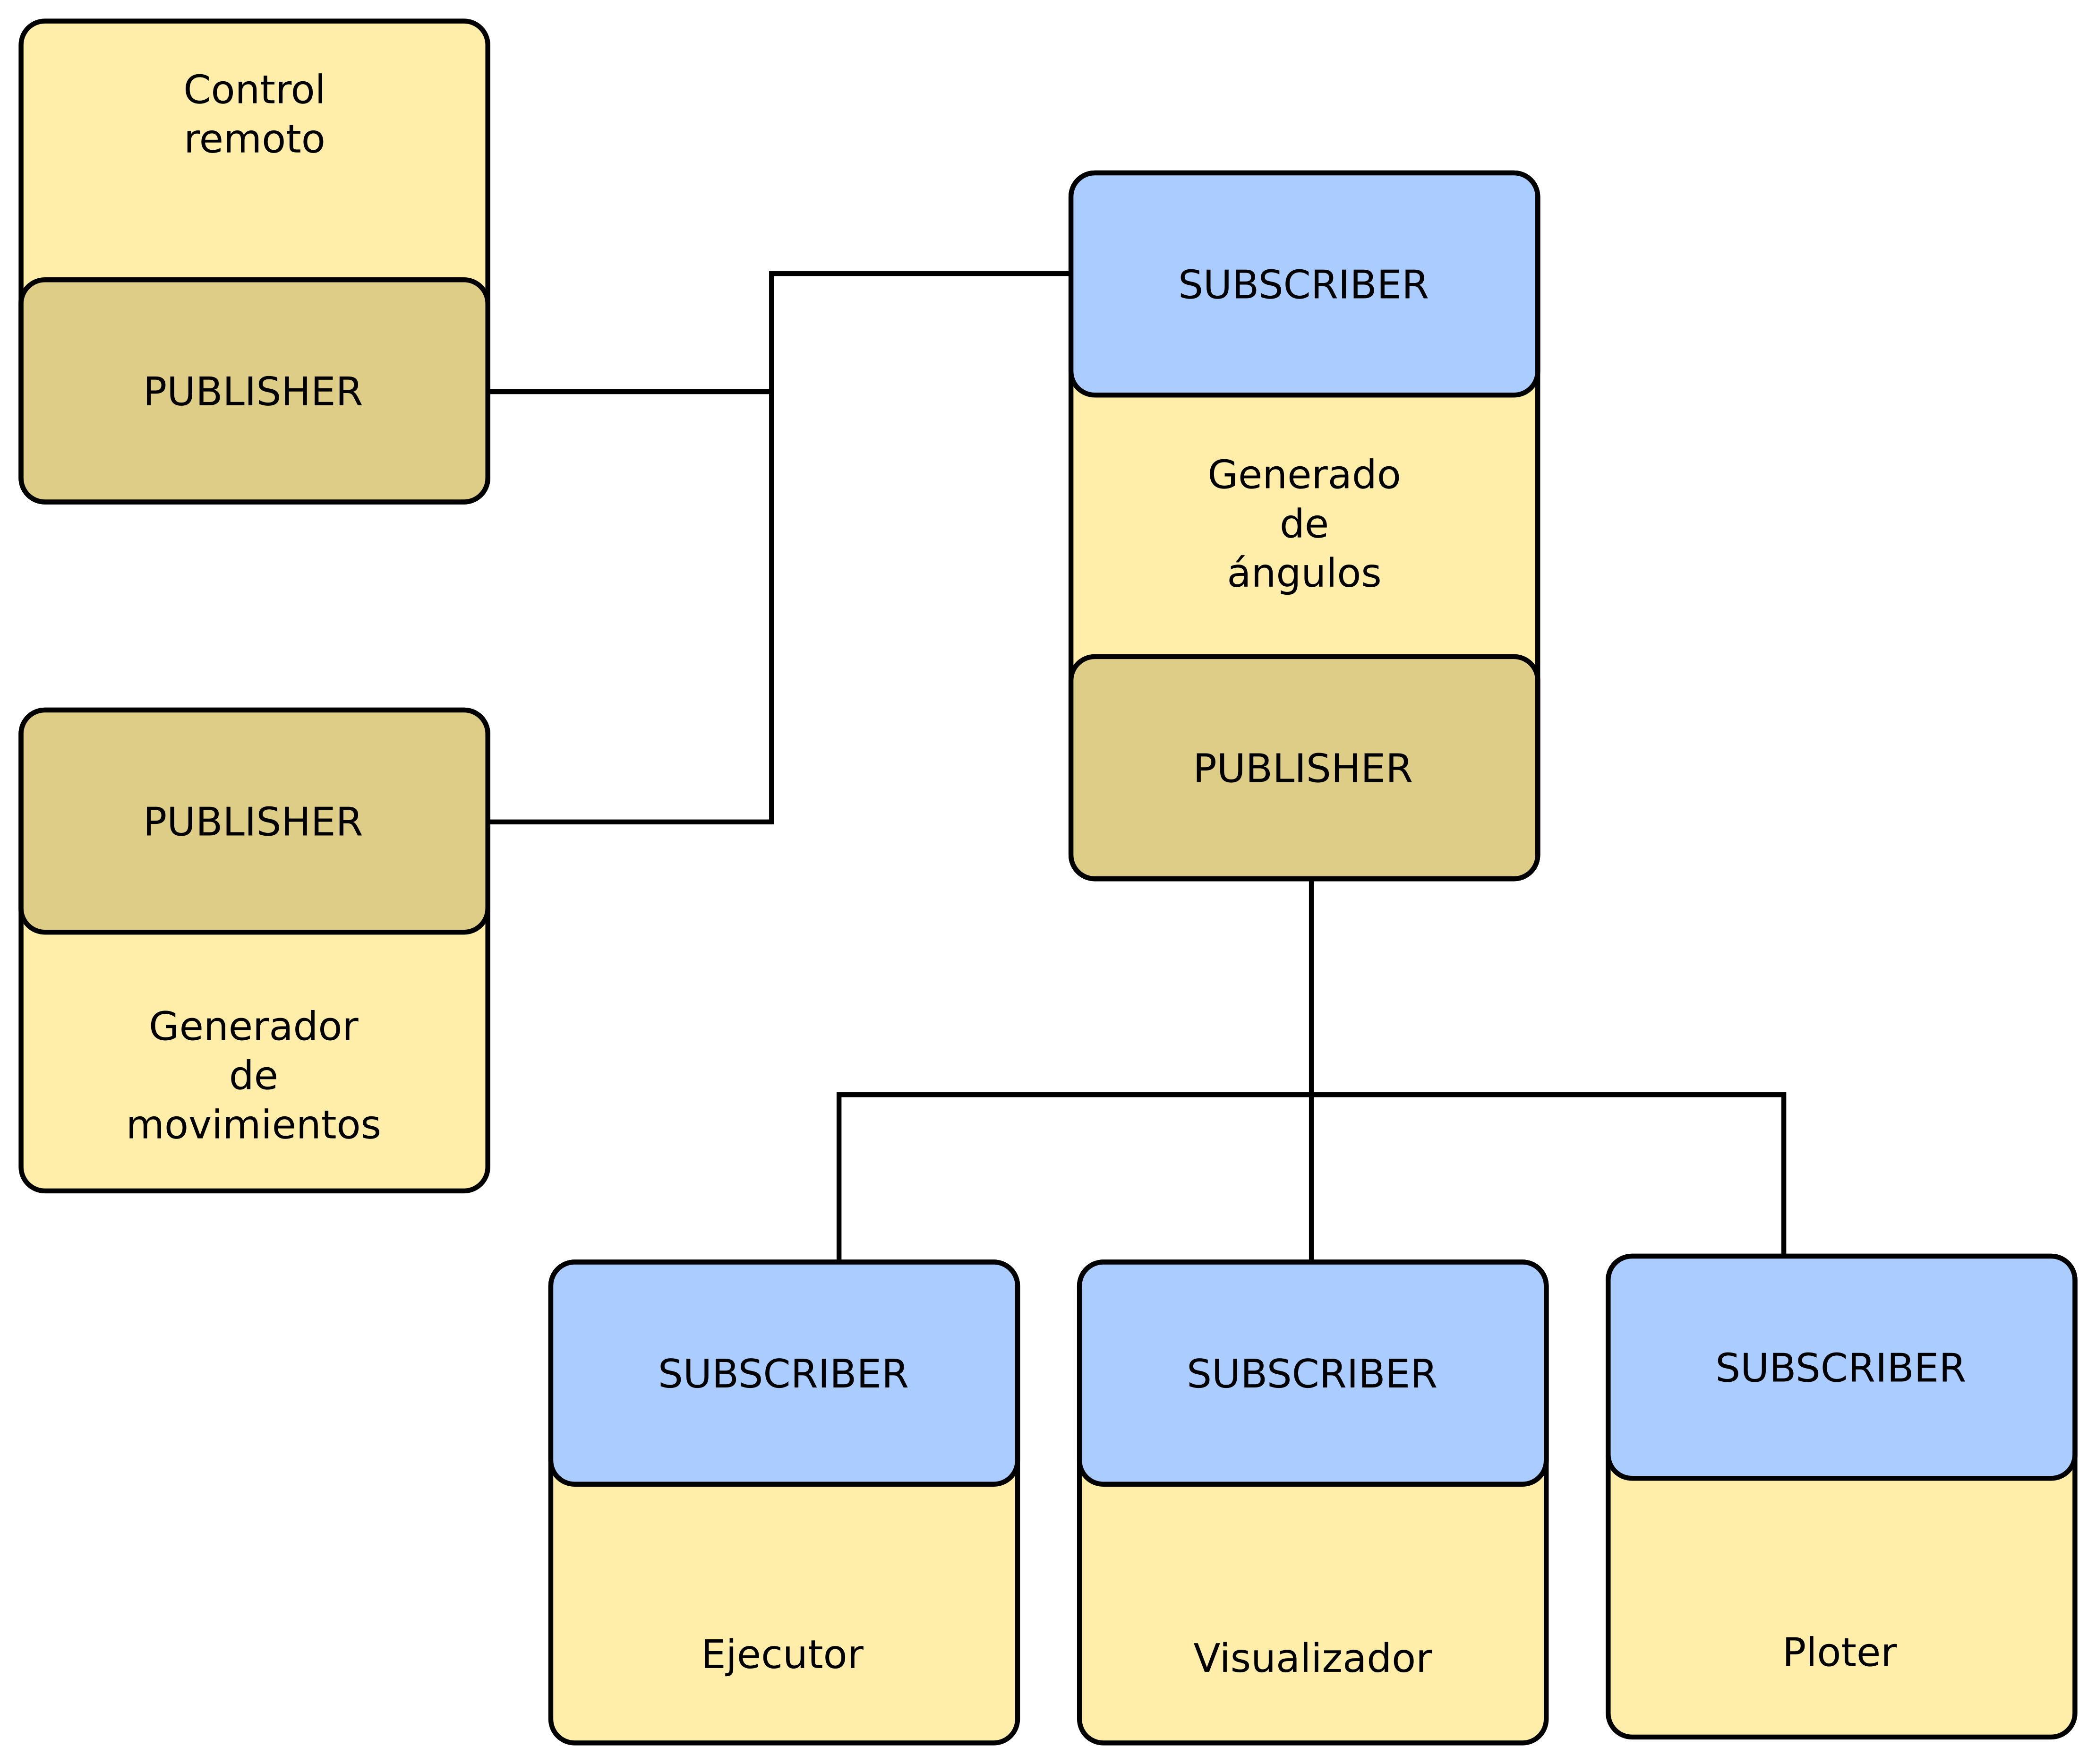 Control
remoto
PUBLISHER
PUBLISHER
Generador
de
movimientos
SUBSCRIBER
Generado
de
ángulos
PUBLISHER
SUBSCRIBER
Ejecutor
SUBSCRIBER
Visualizador
SUBSCRIBER
Ploter